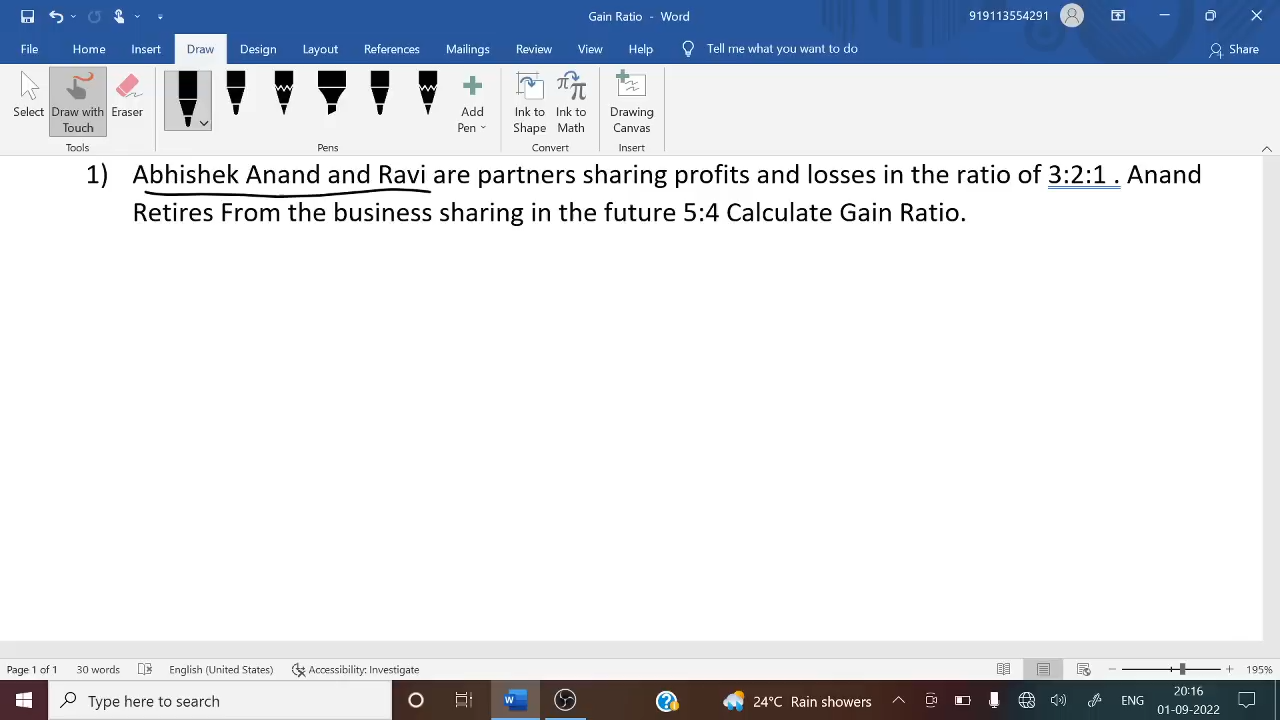 Gain Ratio - Word
919113554291
File Home Insert Draw Design Layout References Mailings Review View Help Tell me what you want to do Share
Select Draw with Touch Eraser Add Pen Ink to Shape Ink to Math Drawing Canvas
Tools Pens Convert Insert
1) Abhishek Anand and Ravi are partners sharing profits and losses in the ratio of 3:2:1 . Anand
Retires From the business sharing in the future 5:4 Calculate Gain Ratio.
Page 1 of 1 30 words English (United States) Accessibility: Investigate 195%
Type here to search 24°C Rain showers ENG 20:16
01-09-2022